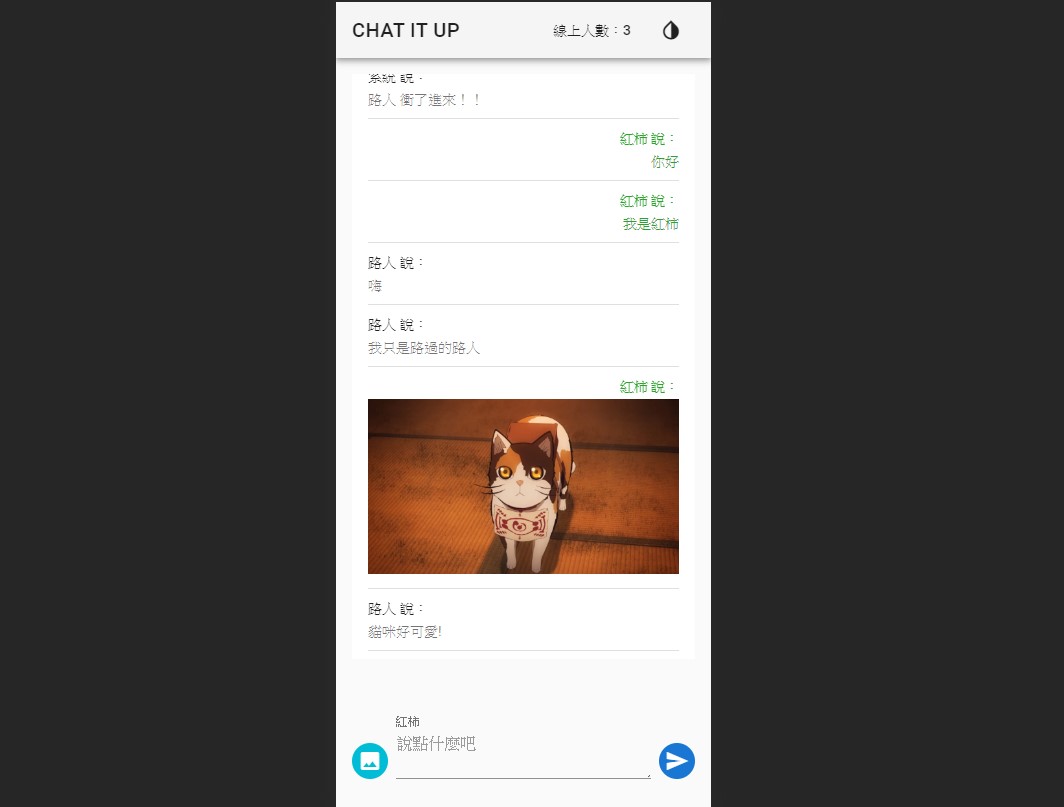 CHAT IT UP
線上人數：3
系統 說：
路人 衝了進來！！
紅柿 說：
你好
紅柿 說：
我是紅柿
路人 說：
嗨
路人 說：
我只是路過的路人
紅柿 說：
路人 說：
貓咪好可愛!
紅柿
說點什麼吧